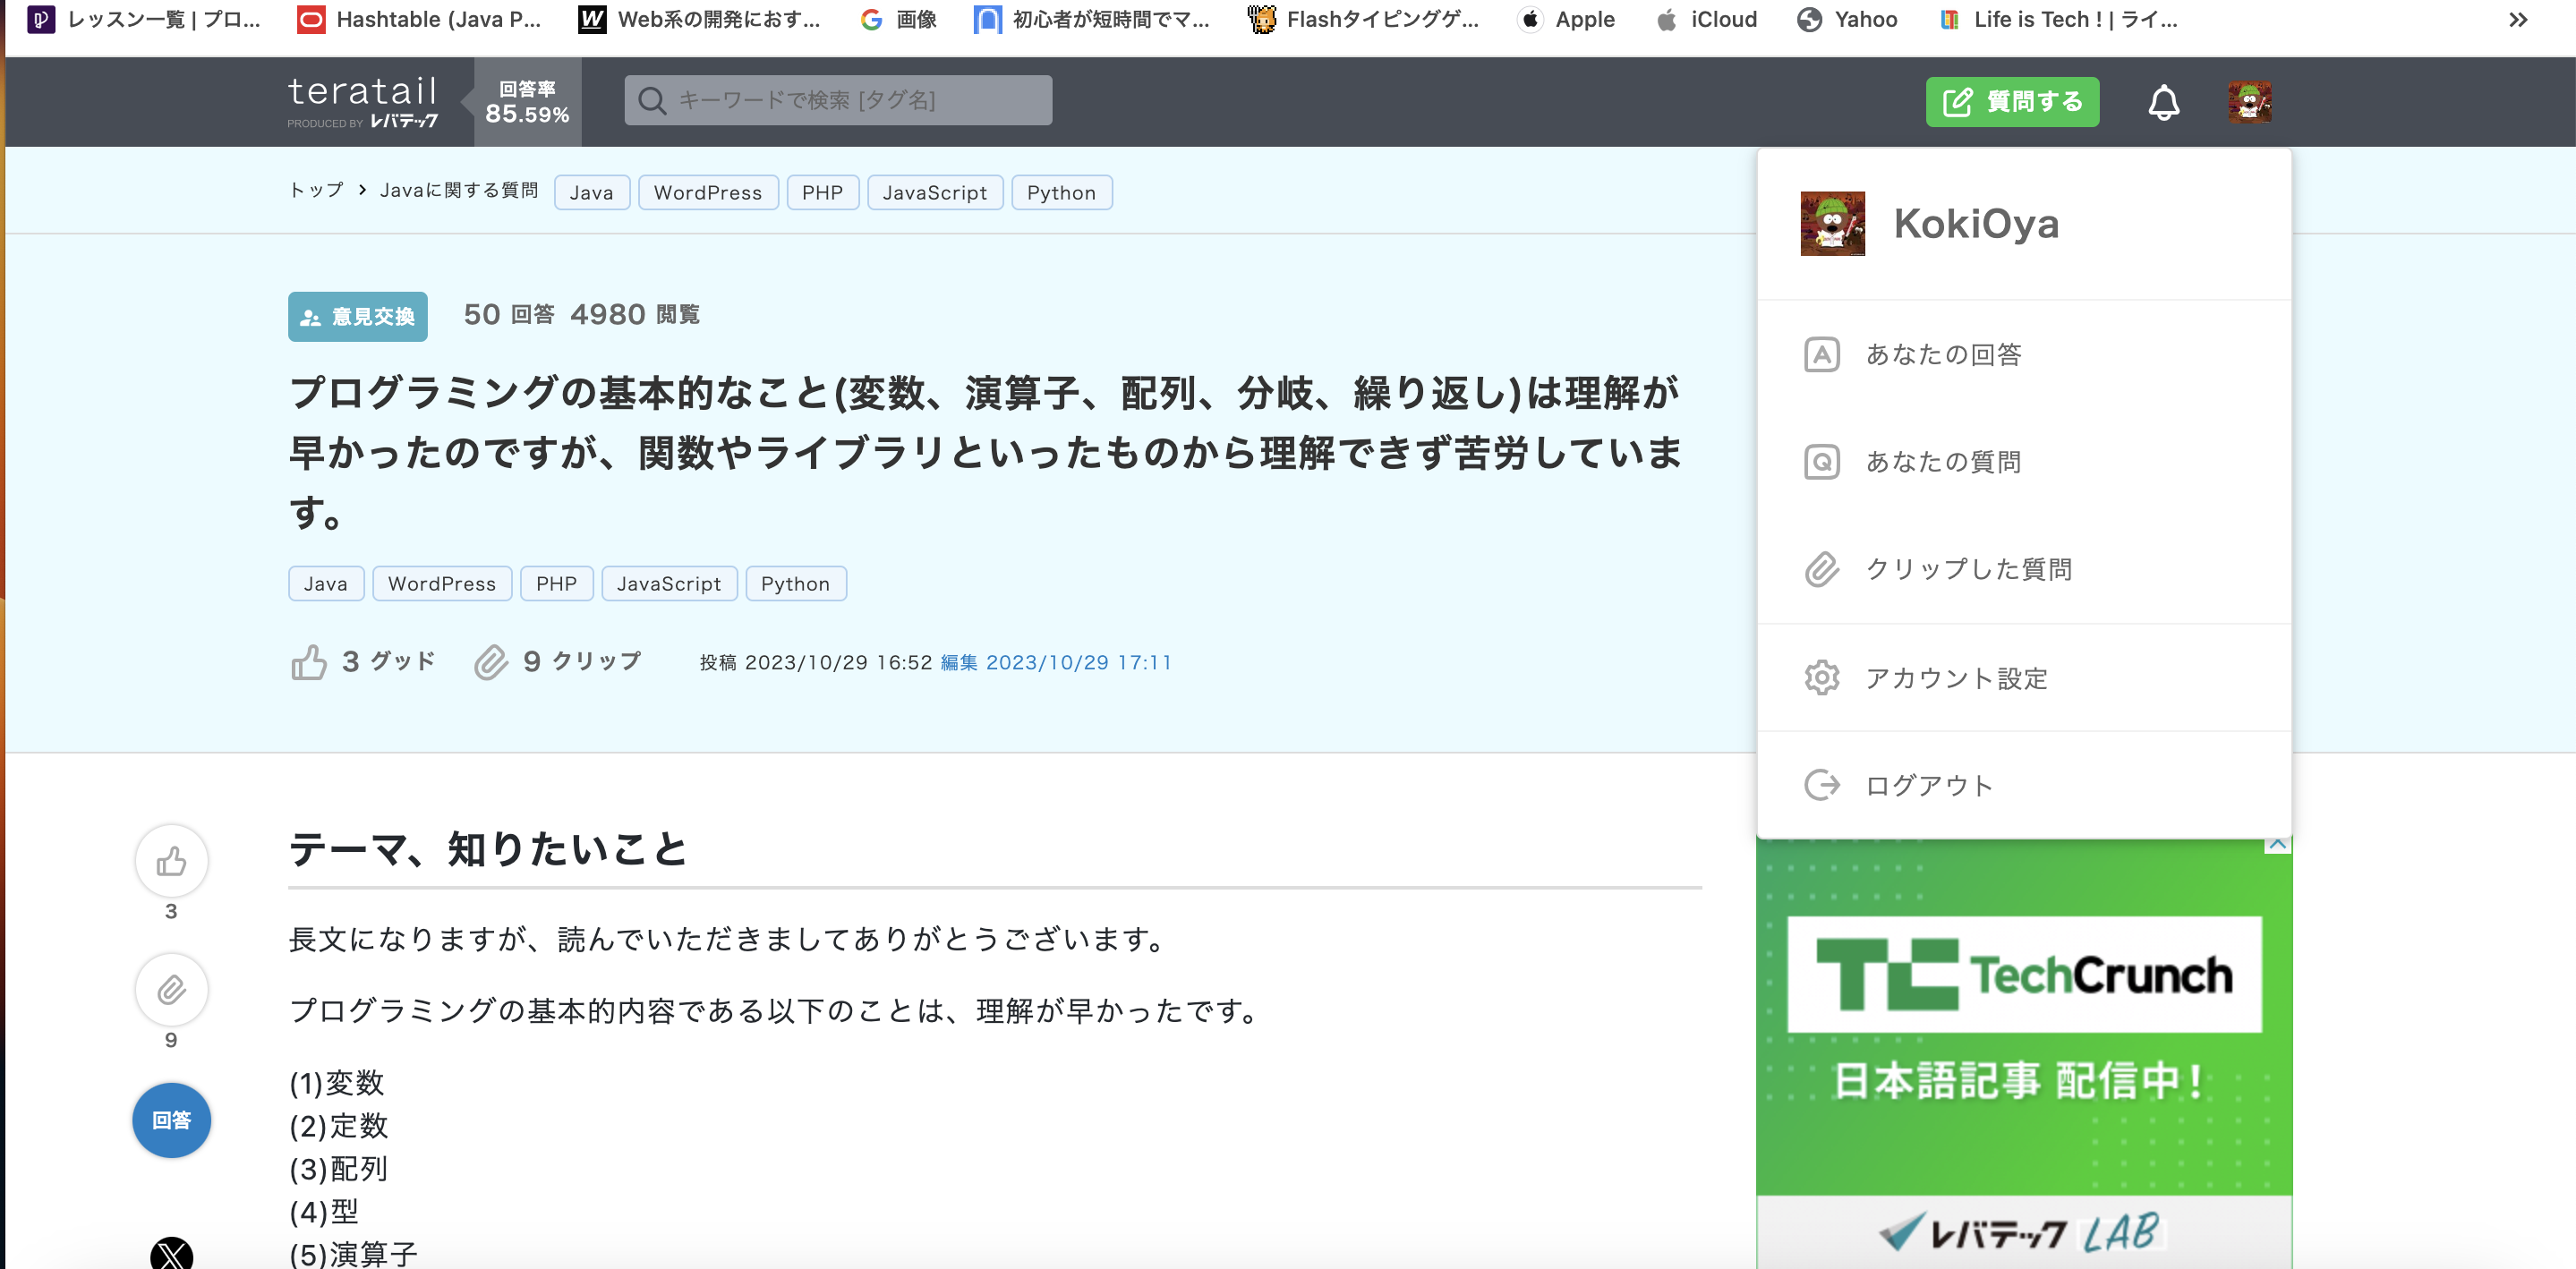 レッスン一覧 | プロ...
Hashtable (Java P...
Web系の開発におす...
画像
初心者が短時間でマ...
Flashタイピングゲ...
Apple
iCloud
Yahoo
Life is Tech ! | ライ...
teratail
PRODUCED BY レバテック
回答率
85.59%
キーワードで検索 [タグ名]
質問する
トップ > Javaに関する質問 Java WordPress PHP JavaScript Python
意見交換 50 回答 4980 閲覧
プログラミングの基本的なこと(変数、演算子、配列、分岐、繰り返し)は理解が
早かったのですが、関数やライブラリといったものから理解できず苦労していま
す。
Java WordPress PHP JavaScript Python
3 グッド 9 クリップ 投稿 2023/10/29 16:52 編集 2023/10/29 17:11
KokiOya
あなたの回答
あなたの質問
クリップした質問
アカウント設定
ログアウト
3
9
回答
テーマ、知りたいこと
長文になりますが、読んでいただきましてありがとうございます。
プログラミングの基本的内容である以下のことは、理解が早かったです。
(1)変数
(2)定数
(3)配列
(4)型
(5)演算子
TechCrunch
日本語記事 配信中!
レバテック LAB